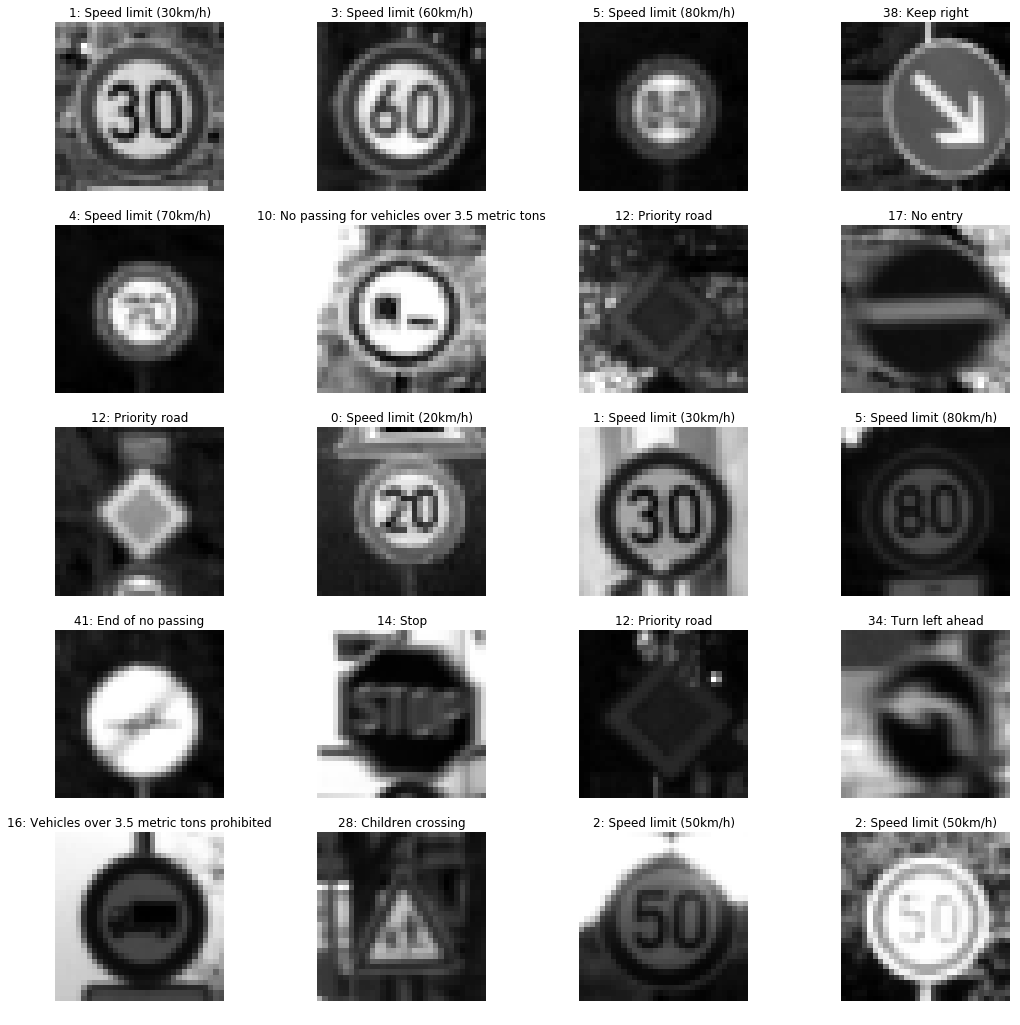 1: Speed limit (30km/h)
3: Speed limit (60km/h)
5: Speed limit (80km/h)
38: Keep right
30
60
80
4: Speed limit (70km/h)
10: No passing for vehicles over 3.5 metric tons
12: Priority road
17: No entry
70
12: Priority road
0: Speed limit (20km/h)
1: Speed limit (30km/h)
5: Speed limit (80km/h)
20
30
80
41: End of no passing
14: Stop
12: Priority road
34: Turn left ahead
STOP
16: Vehicles over 3.5 metric tons prohibited
28: Children crossing
2: Speed limit (50km/h)
2: Speed limit (50km/h)
50
50